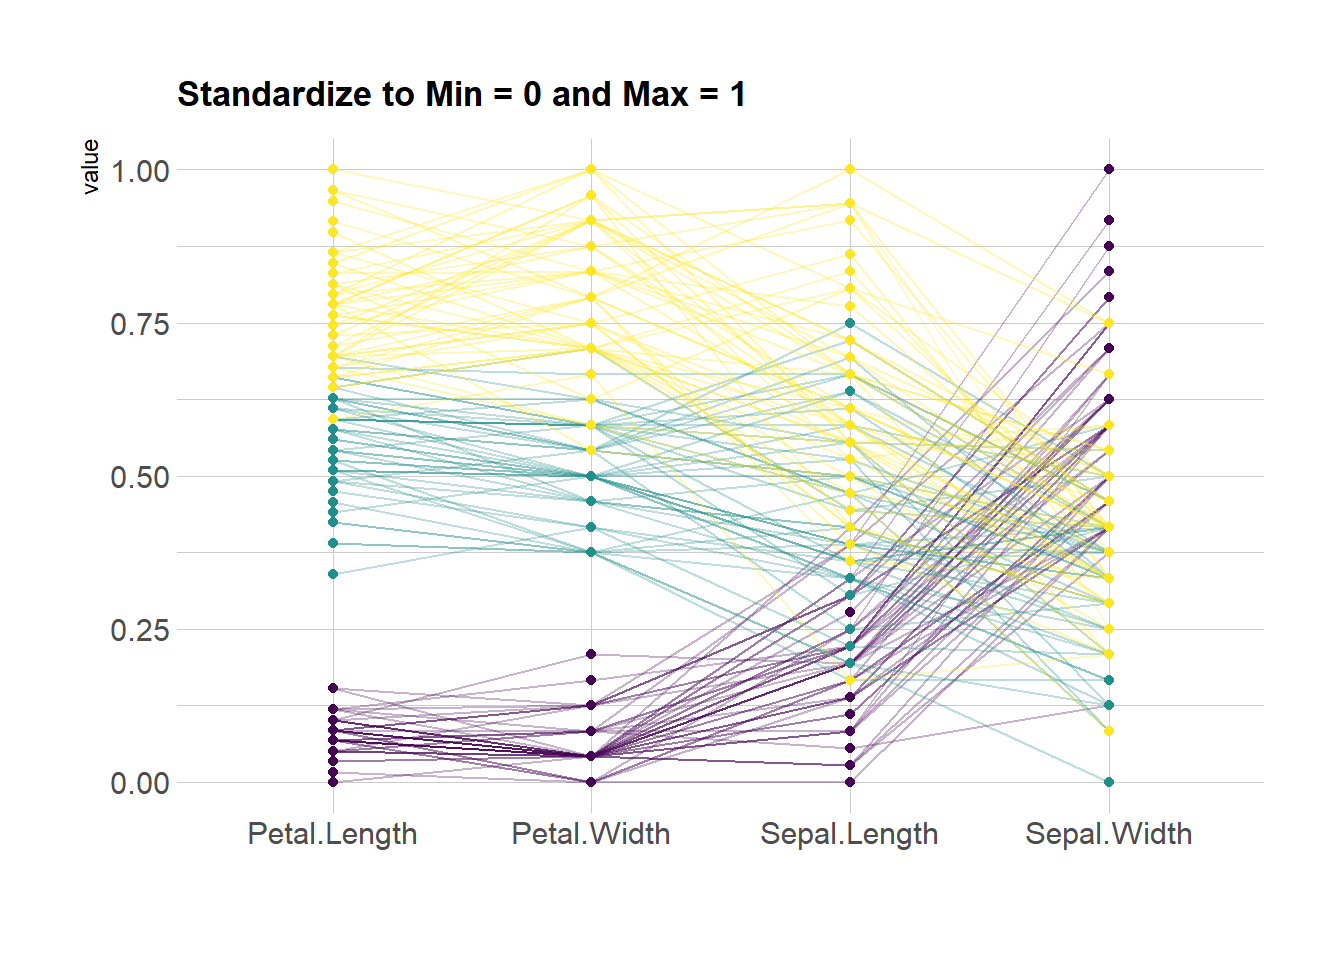 Standardize to Min = 0 and Max = 1
value
1.00
0.75
0.50
0.25
0.00
Petal.Length Petal.Width Sepal.Length Sepal.Width